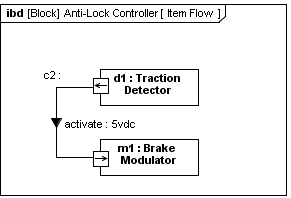 ibd [Block] Anti-Lock Controller [ Item Flow ]
c2 :
d1 : Traction
Detector
activate : 5vdc
m1 : Brake
Modulator